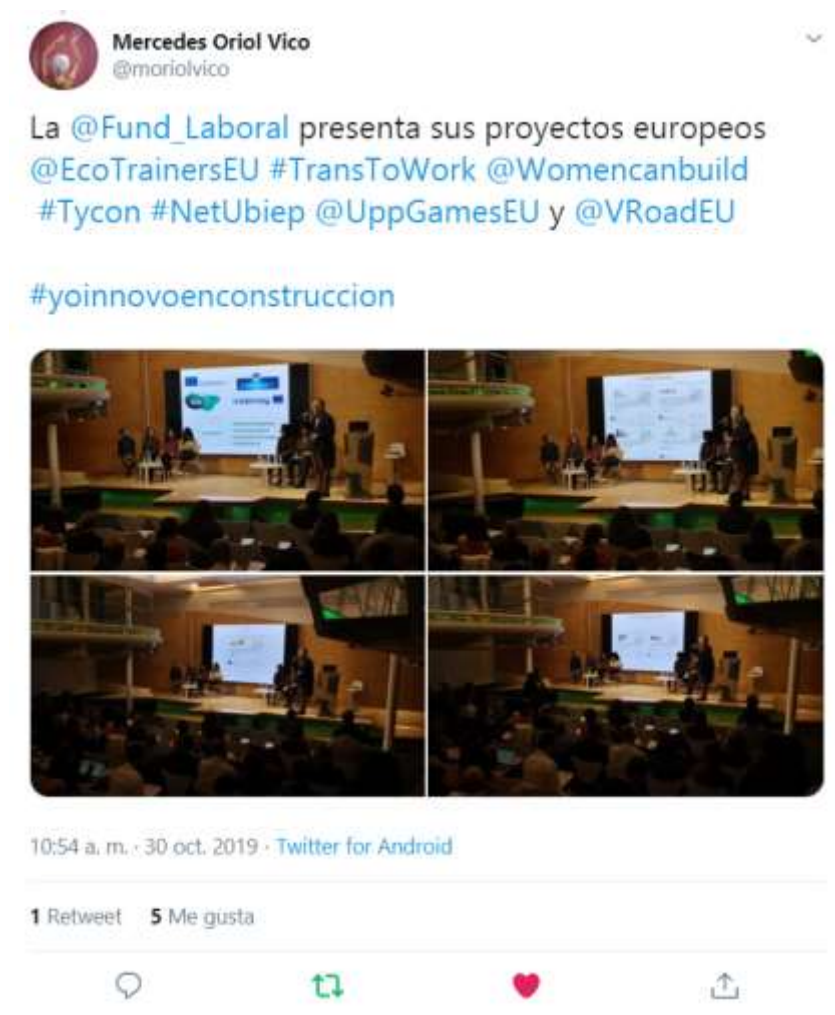 Mercedes Oriol Vico
@moriolvico
La @Fund_Laboral presenta sus proyectos europeos
@EcoTrainersEU #TransToWork @Womencanbuild
#Tycon #NetUbiep @UppGamesEU y @VRoadEU
#yoinnovoenconstruccion
10:54 a. m. · 30 oct. 2019 · Twitter for Android
1 Retweet 5 Me gusta